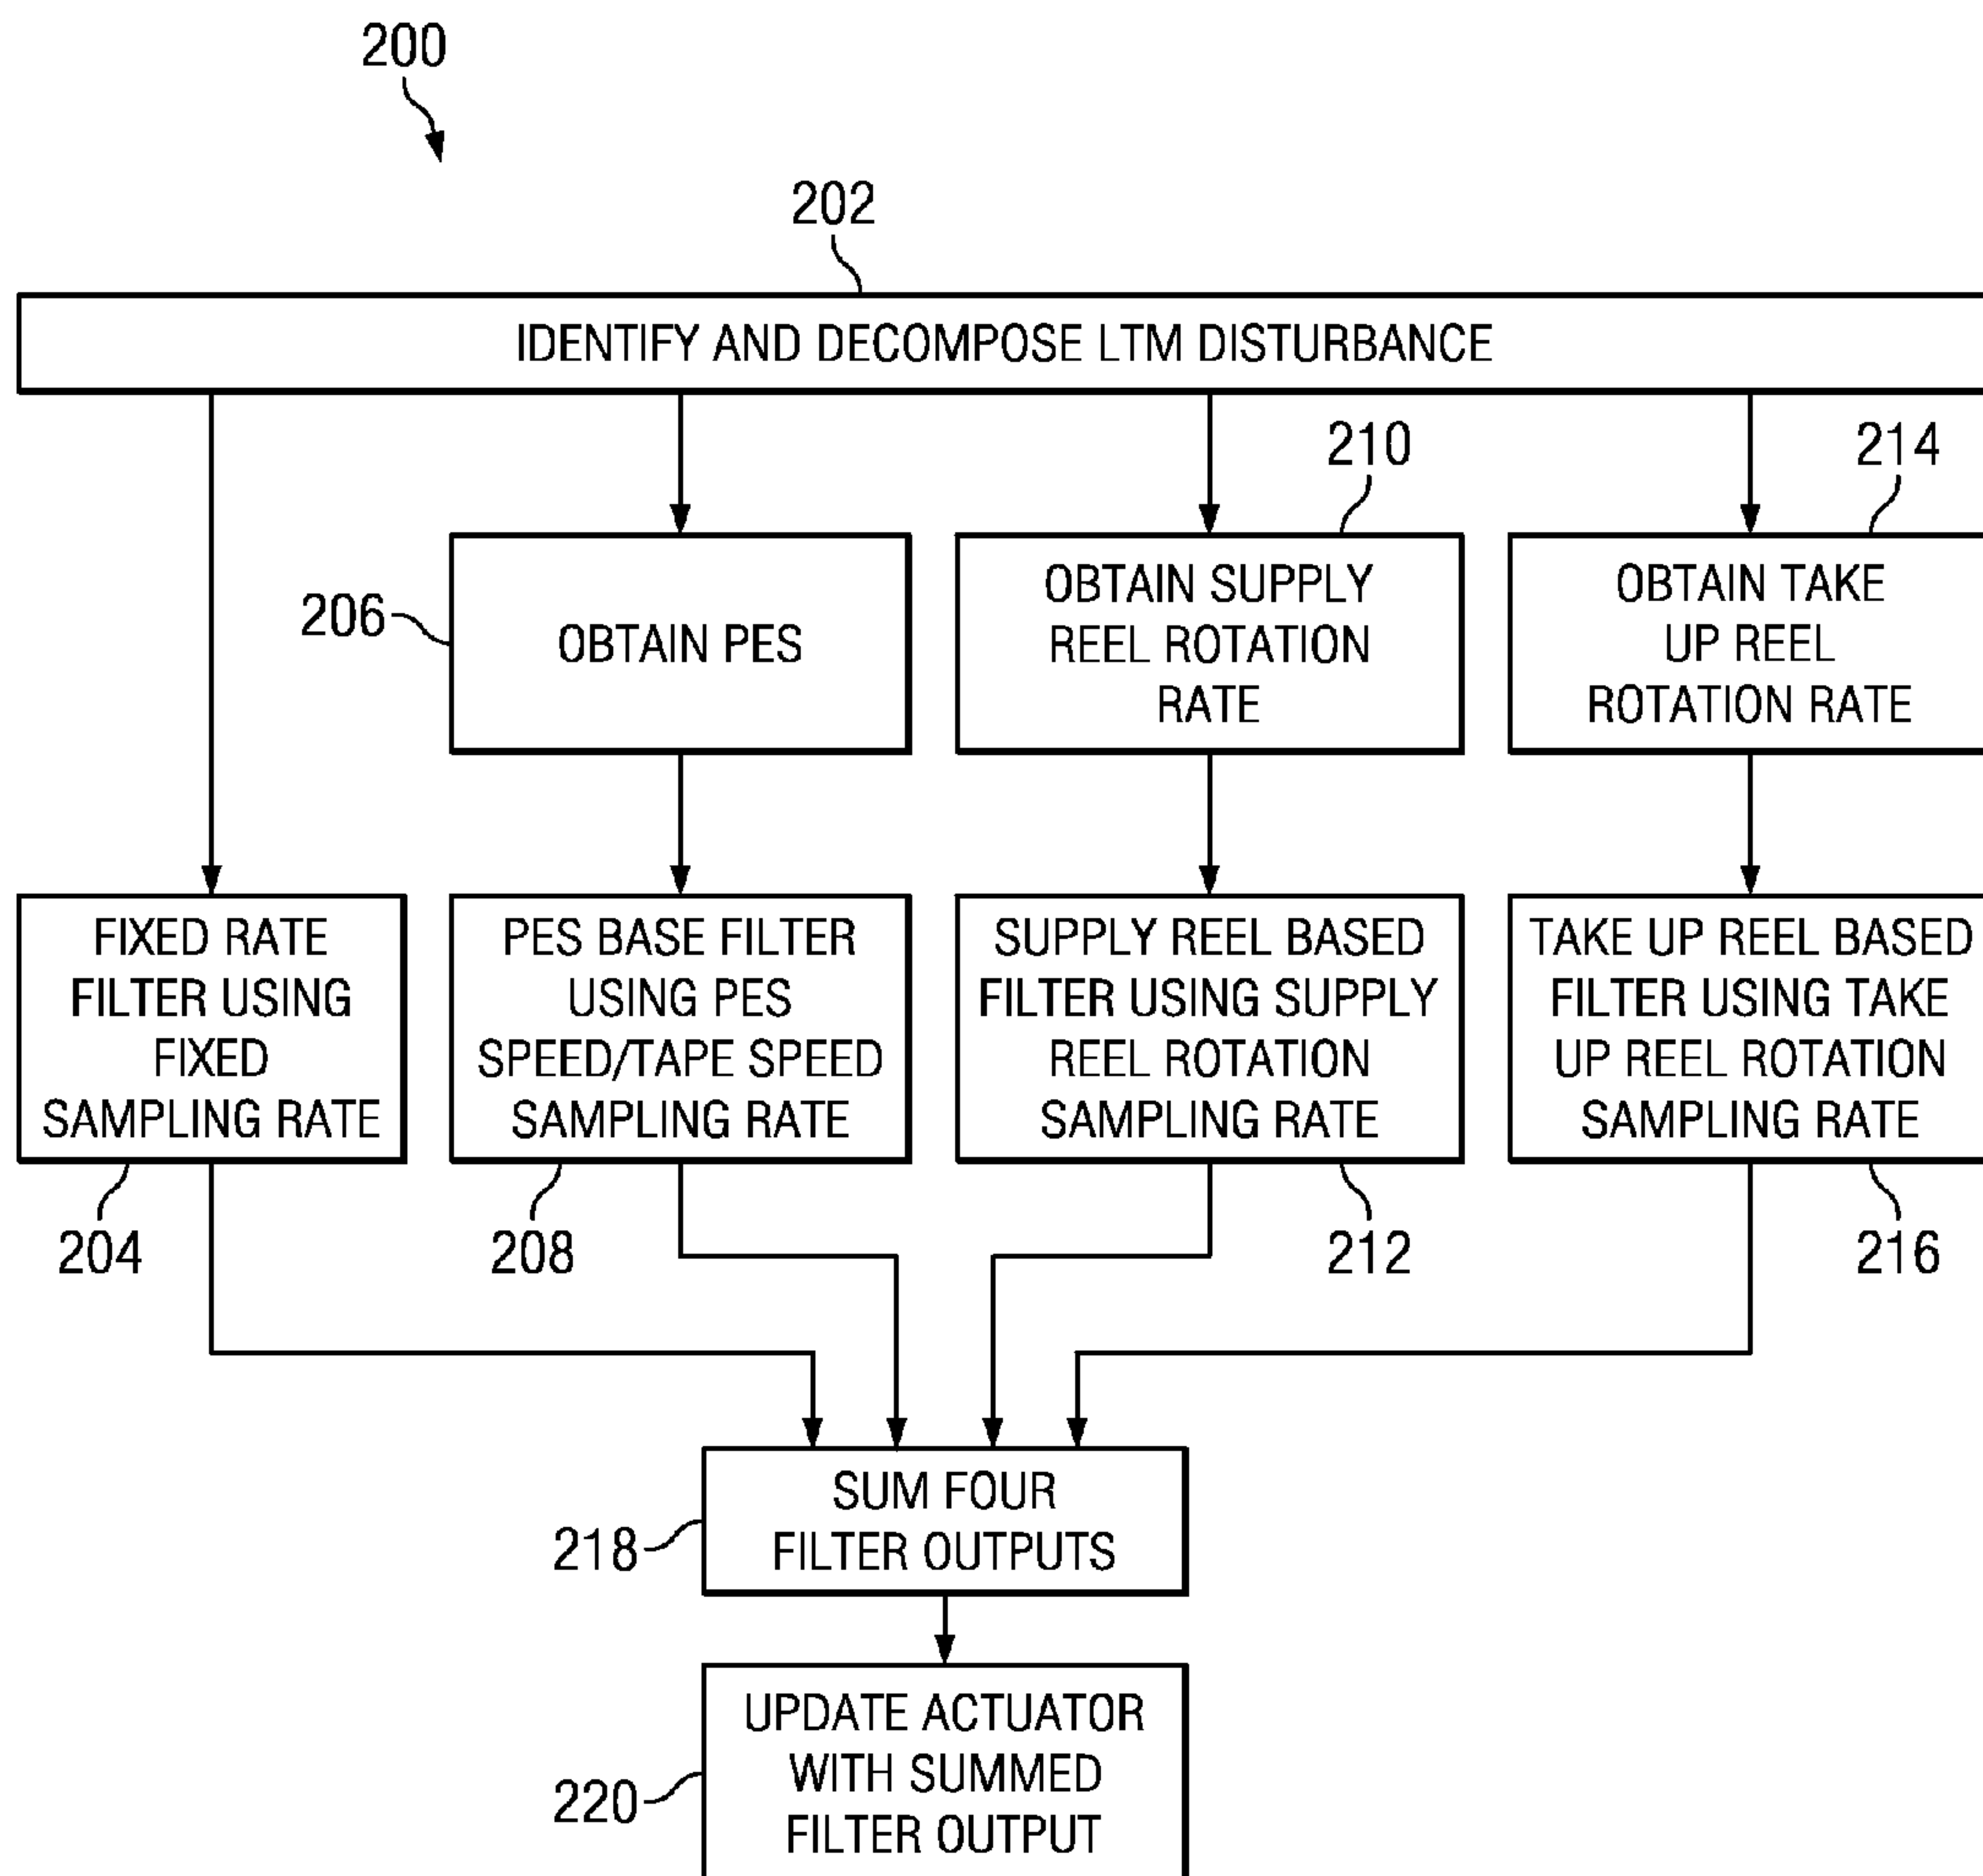 200
202
IDENTIFY AND DECOMPOSE LTM DISTURBANCE
206
OBTAIN PES
210
OBTAIN SUPPLY
REEL ROTATION
RATE
214
OBTAIN TAKE
UP REEL
ROTATION RATE
FIXED RATE
FILTER USING
FIXED
SAMPLING RATE
204
PES BASE FILTER
USING PES
SPEED/TAPE SPEED
SAMPLING RATE
208
SUPPLY REEL BASED
FILTER USING SUPPLY
REEL ROTATION
SAMPLING RATE
212
TAKE UP REEL BASED
FILTER USING TAKE
UP REEL ROTATION
SAMPLING RATE
216
218
SUM FOUR
FILTER OUTPUTS
220
UPDATE ACTUATOR
WITH SUMMED
FILTER OUTPUT